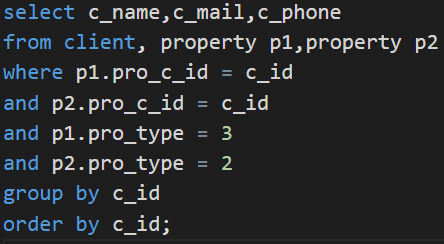 select c_name,c_mail,c_phone
from client, property p1,property p2
where p1.pro_c_id = c_id
and p2.pro_c_id = c_id
and p1.pro_type = 3
and p2.pro_type = 2
group by c_id
order by c_id;